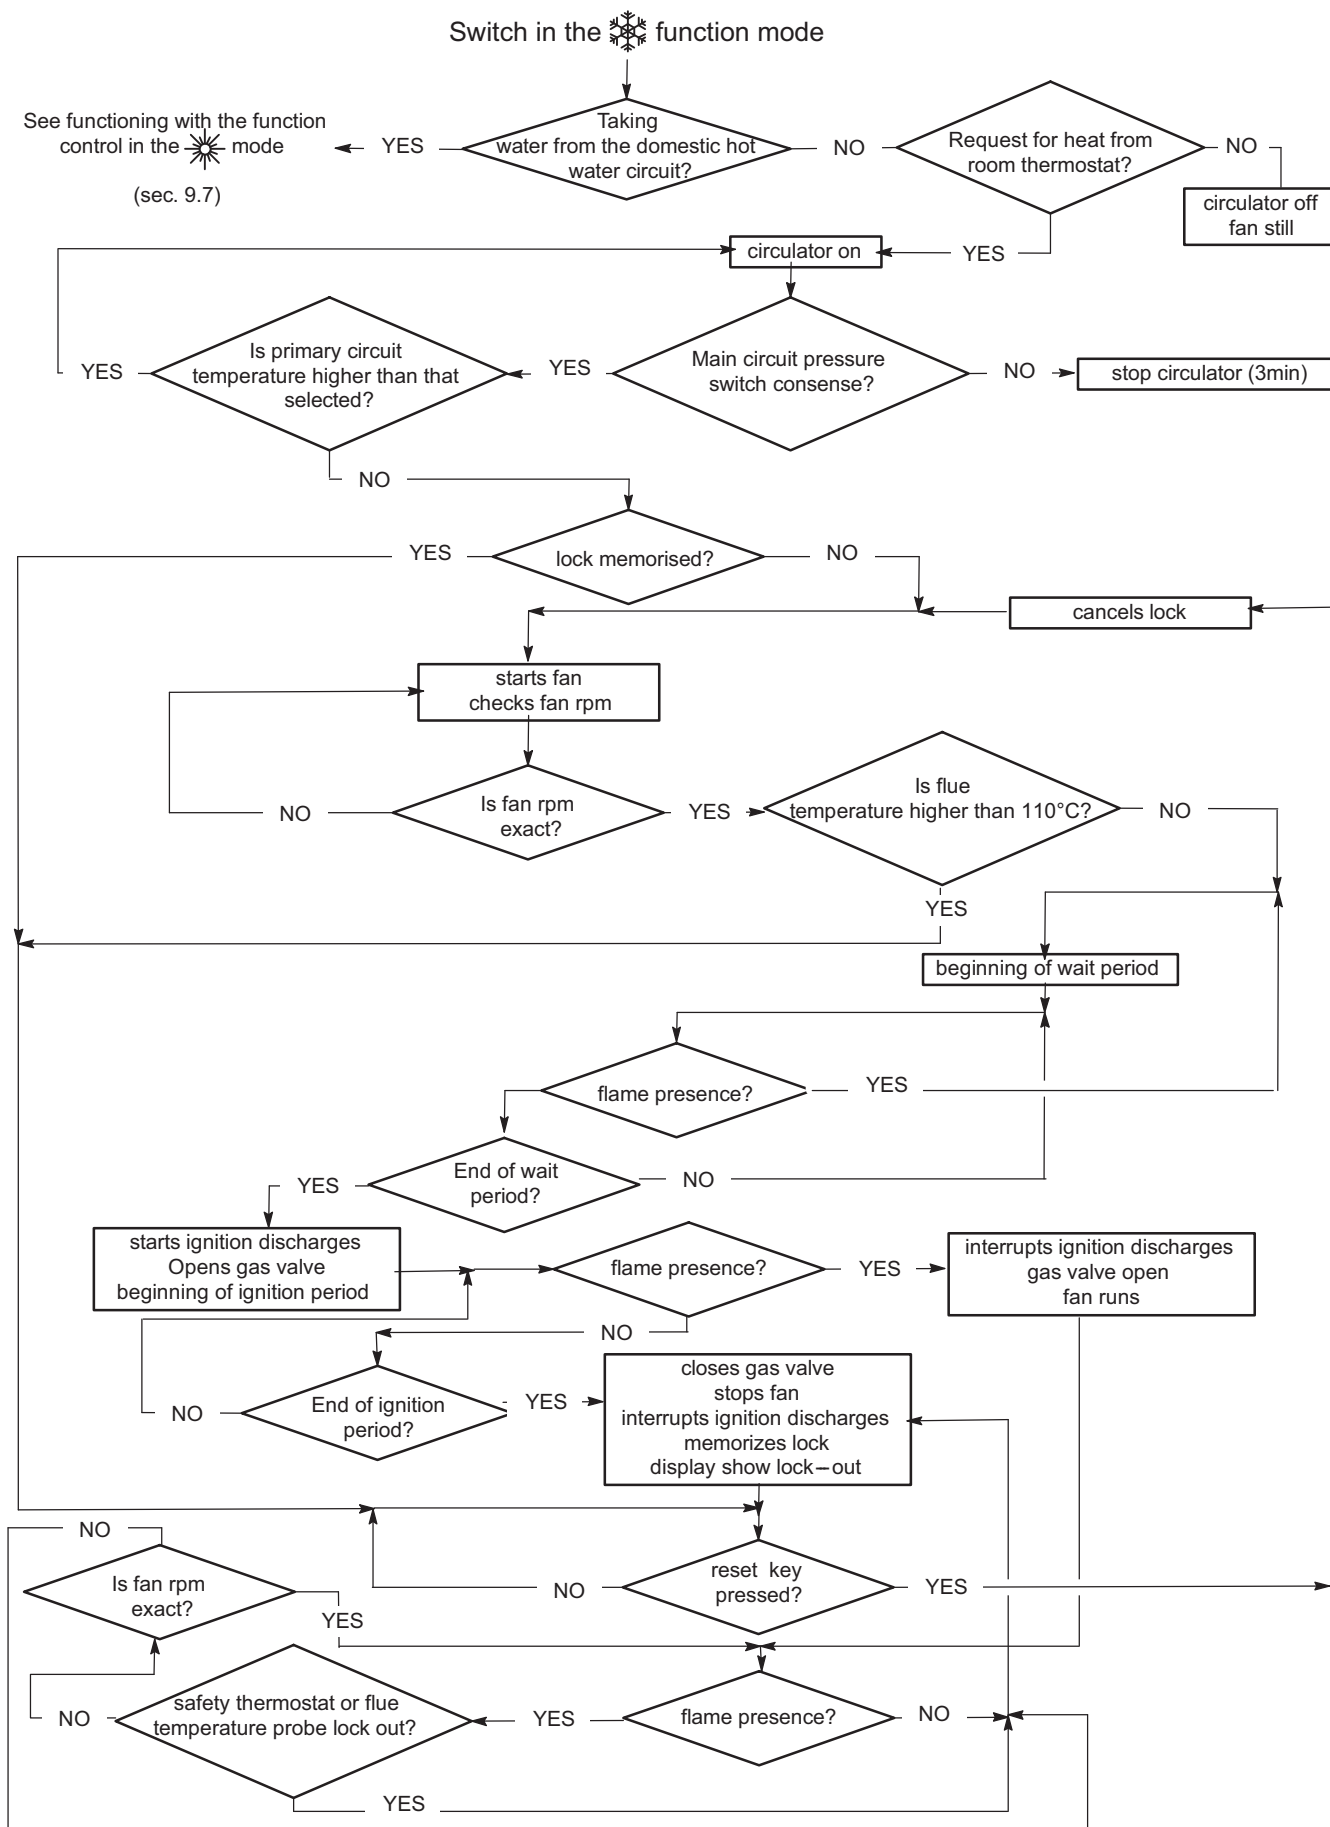 Switch in the function mode
See functioning with the function
control in the mode
(sec. 9.7)
YES
Taking
water from the domestic hot
water circuit?
NO
Request for heat from
room thermostat?
NO
circulator off
fan still
circulator on
YES
YES
Is primary circuit
temperature higher than that
selected?
YES
Main circuit pressure
switch consense?
NO
stop circulator (3min)
NO
YES
lock memorised?
NO
cancels lock
starts fan
checks fan rpm
NO
Is fan rpm
exact?
YES
Is flue
temperature higher than 110°C?
NO
YES
beginning of wait period
flame presence?
YES
End of wait
period?
NO
YES
starts ignition discharges
Opens gas valve
beginning of ignition period
flame presence?
YES
interrupts ignition discharges
gas valve open
fan runs
NO
NO
End of ignition
period?
YES
closes gas valve
stops fan
interrupts ignition discharges
memorizes lock
display show lock-out
NO
Is fan rpm
exact?
YES
NO
reset key
pressed?
YES
NO
safety thermostat or flue
temperature probe lock out?
YES
flame presence?
NO
YES